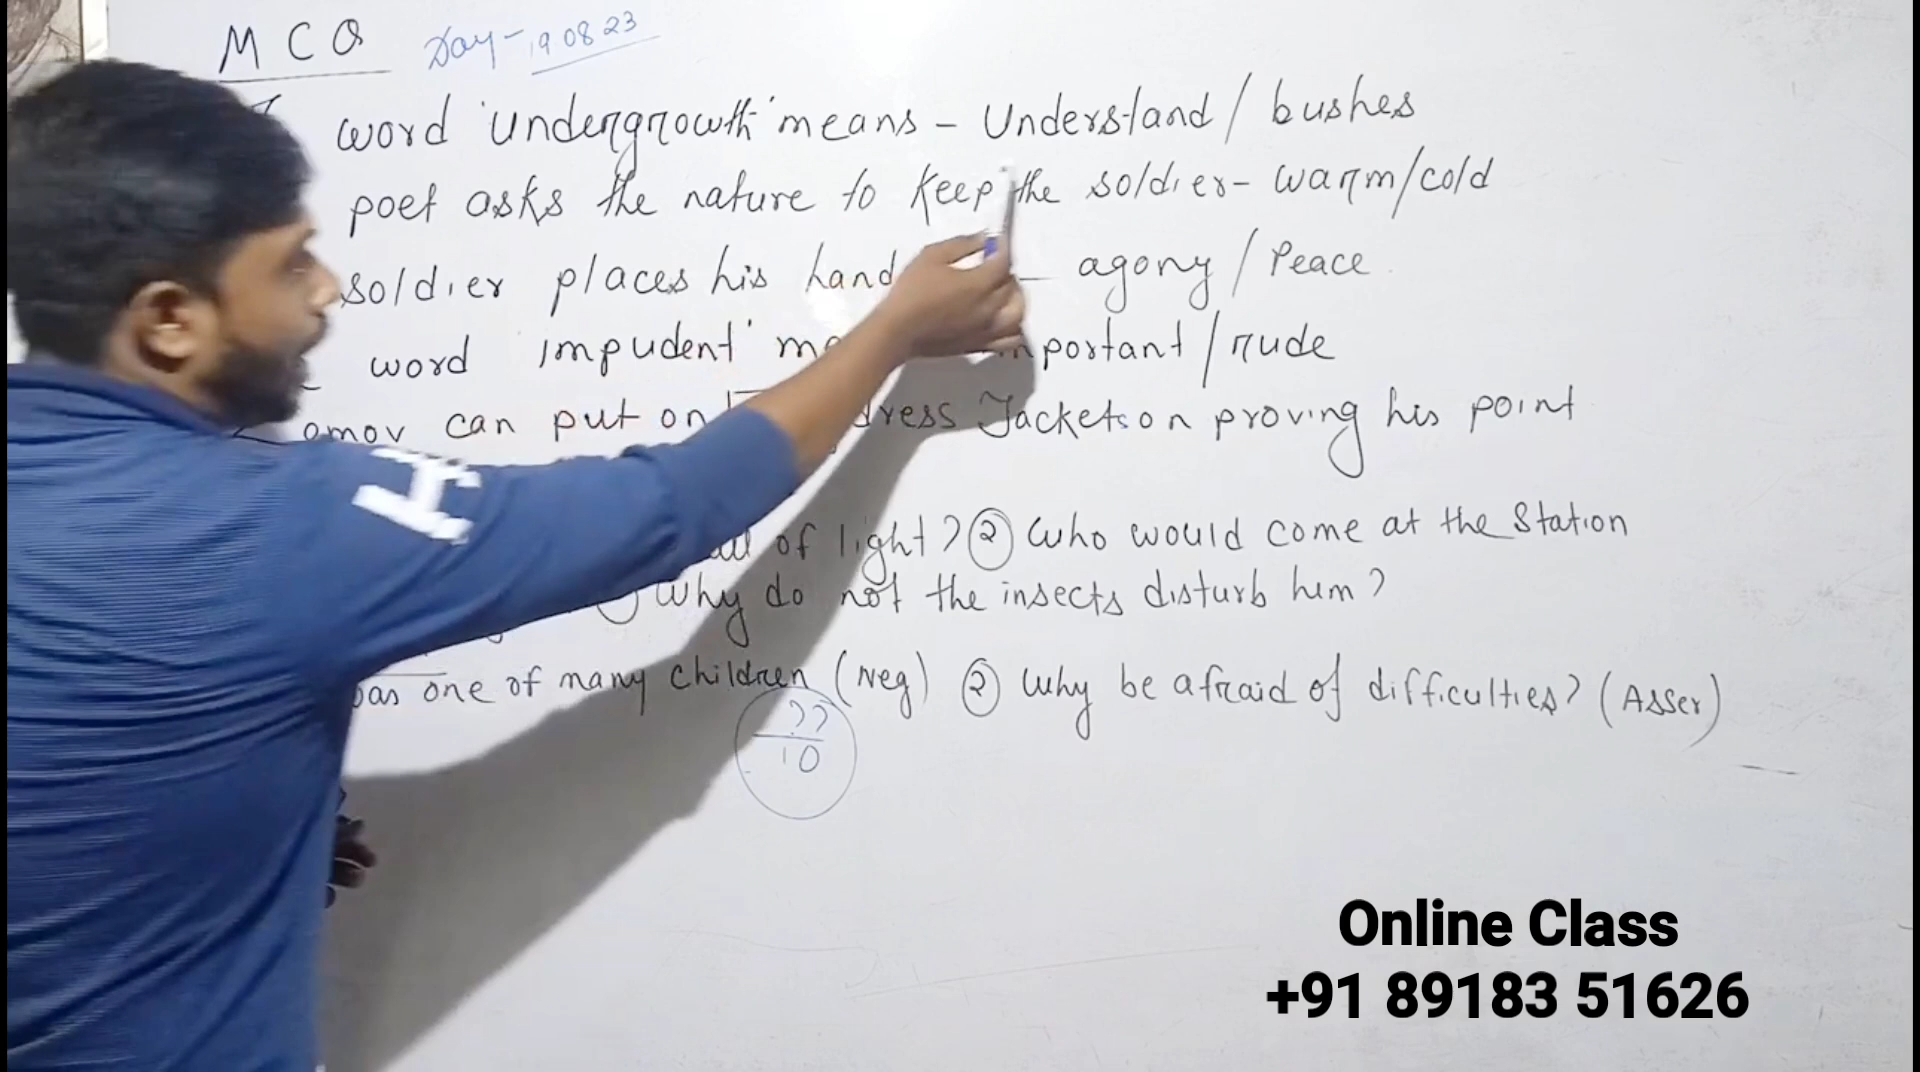 MCQ Day - 19 08 23
word 'undergrowth' means - Understand / bushes
poet asks the nature to keep the soldier - warm/cold
soldier places his hand — agony / Peace
word impudent' important / rude
can put on dress Jackets on proving his point
of light? ② Who would come at the Station
Why do not the insects disturb him?
one of many children (Neg) ② Why be afraid of difficulties? (Asser)
??
10
Online Class
+91 89183 51626